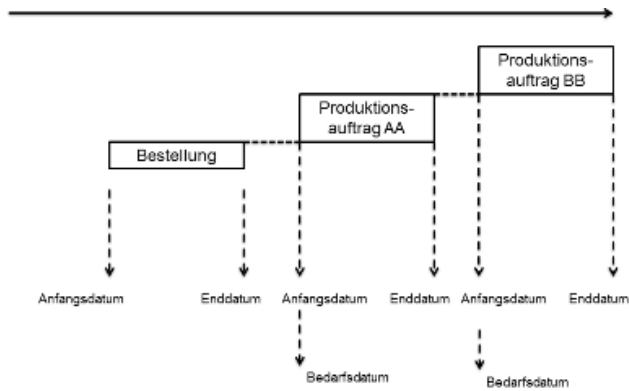 Produktions-
auftrag BB
Produktions-
auftrag AA
Bestellung
Anfangsdatum
Enddatum
Anfangsdatum
Enddatum
Anfangsdatum
Enddatum
Bedarfsdatum
Bedarfsdatum